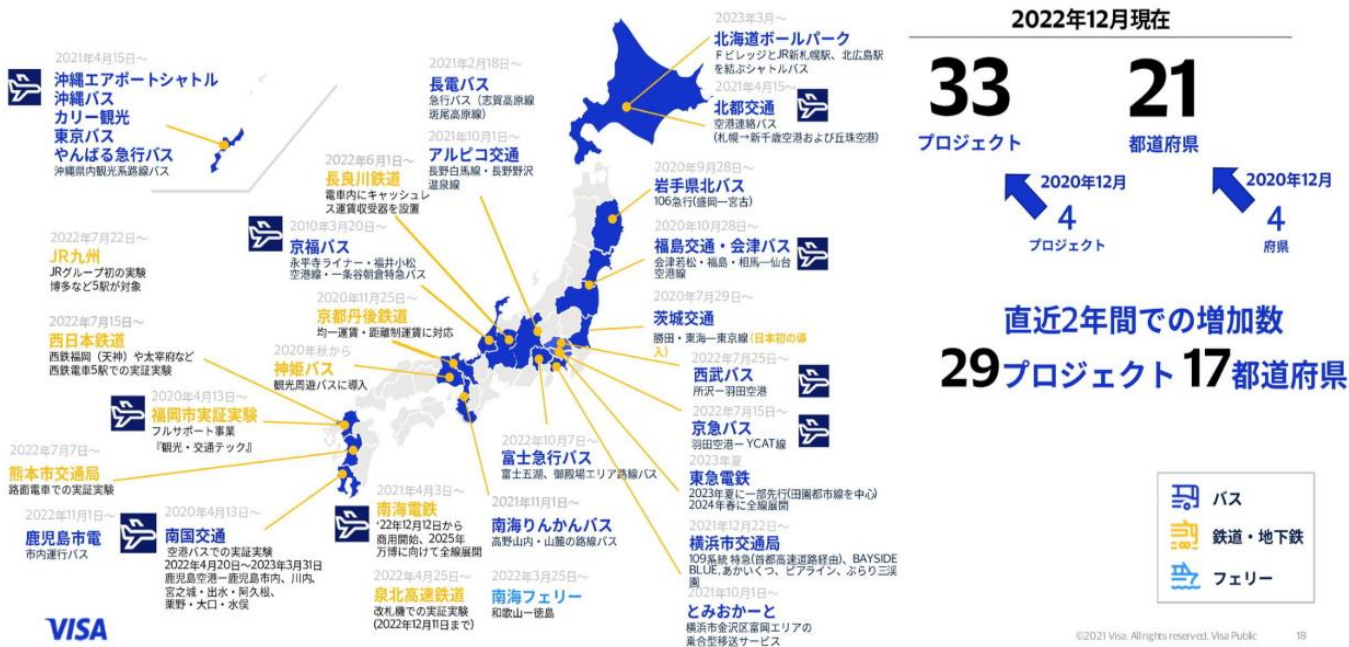 2021年4月15日～
沖縄エアポートシャトル
沖縄バス
カリー観光
東京バス
やんばる急行バス
沖縄県内観光系路線バス
2021年2月18日～
長電バス
急行バス（志賀高原線
斑尾高原線）
2021年10月1日～
アルピコ交通
長野白馬線・長野野沢
温泉線
2022年6月1日～
長良川鉄道
電車内にキャッシュレ
ス運賃収受器を設置
2010年3月20日～
京福バス
永平寺ライナー・福井小松
空港線・一条谷朝倉特急バス
2020年11月25日～
京都丹後鉄道
均一運賃・距離制運賃に対応
2020年秋から
神姫バス
観光周遊バスに導入
2022年7月22日～
JR九州
JRグループ初の実験
博多など5駅が対象
2022年7月15日～
西日本鉄道
西鉄福岡（天神）や太宰府など
西鉄電車5駅での実証実験
2020年4月13日～
福岡市実証実験
フルサポート事業
『観光・交通テック』
2022年7月7日～
熊本市交通局
路面電車での実証実験
2022年11月1日～
鹿児島市電
市内運行バス
2020年4月13日～
南国交通
空港バスでの実証実験
2022年4月20日～2023年3月31日
鹿児島空港ー鹿児島市内、川内、
宮之城・出水・阿久根、
栗野・大口・水俣
2021年4月3日～
南海電鉄
'22年12月12日から
商用開始、2025年
万博に向けて全線展開
2022年4月25日～
泉北高速鉄道
改札機での実証実験
(2022年12月11日まで)
2022年10月7日～
富士急行バス
富士五湖、御殿場エリア路線バス
2021年11月1日～
南海りんかんバス
高野山内・山麓の路線バス
2022年3月25日～
南海フェリー
和歌山ー徳島
2023年3月～
北海道ボールパーク
FビレッジとJR新札幌駅、北広島駅
を結ぶシャトルバス
2021年4月15～
北都交通
空港連絡バス
(札幌→新千歳空港および丘珠空港)
2020年9月28日～
岩手県北バス
106急行(盛岡ー宮古)
2020年10月28日～
福島交通・会津バス
会津若松・福島・相馬ー仙台
空港線
2020年7月29日～
茨城交通
勝田・東海ー東京線(日本初の導
入)
2022年7月25日～
西武バス
所沢ー羽田空港
2022年7月15日～
京急バス
羽田空港ー YCAT線
2023年夏
東急電鉄
2023年夏に一部先行(田園都市線を中心)
2024年春に全線展開
2021年12月22日～
横浜市交通局
109系統 特急(首都高速道路経由)、BAYSIDE
BLUE,あかいくつ、ピアライン、ぶらり三渓
園
2021年10月1日～
とみおかーと
横浜市金沢区富岡エリアの
乗合型移送サービス
2022年12月現在
33
プロジェクト
21
都道府県
2020年12月
4
プロジェクト
2020年12月
4
府県
直近2年間での増加数
29プロジェクト 17都道府県
バス
鉄道・地下鉄
フェリー
VISA
©2021 Visa. All rights reserved. Visa Public
18